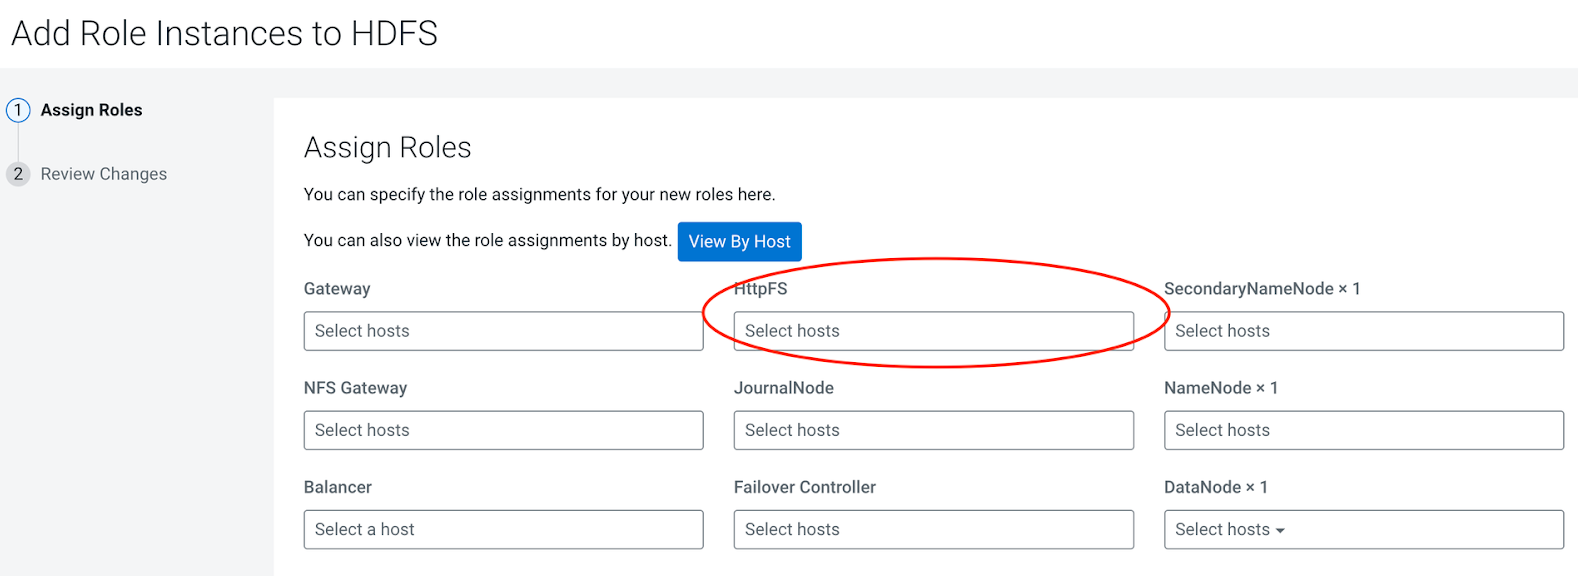 Add Role Instances to HDFS
1 Assign Roles
2 Review Changes
Assign Roles
You can specify the role assignments for your new roles here.
You can also view the role assignments by host. View By Host
Gateway HttpFS SecondaryNameNode × 1
Select hosts Select hosts Select hosts
NFS Gateway JournalNode NameNode × 1
Select hosts Select hosts Select hosts
Balancer Failover Controller DataNode × 1
Select a host Select hosts Select hosts